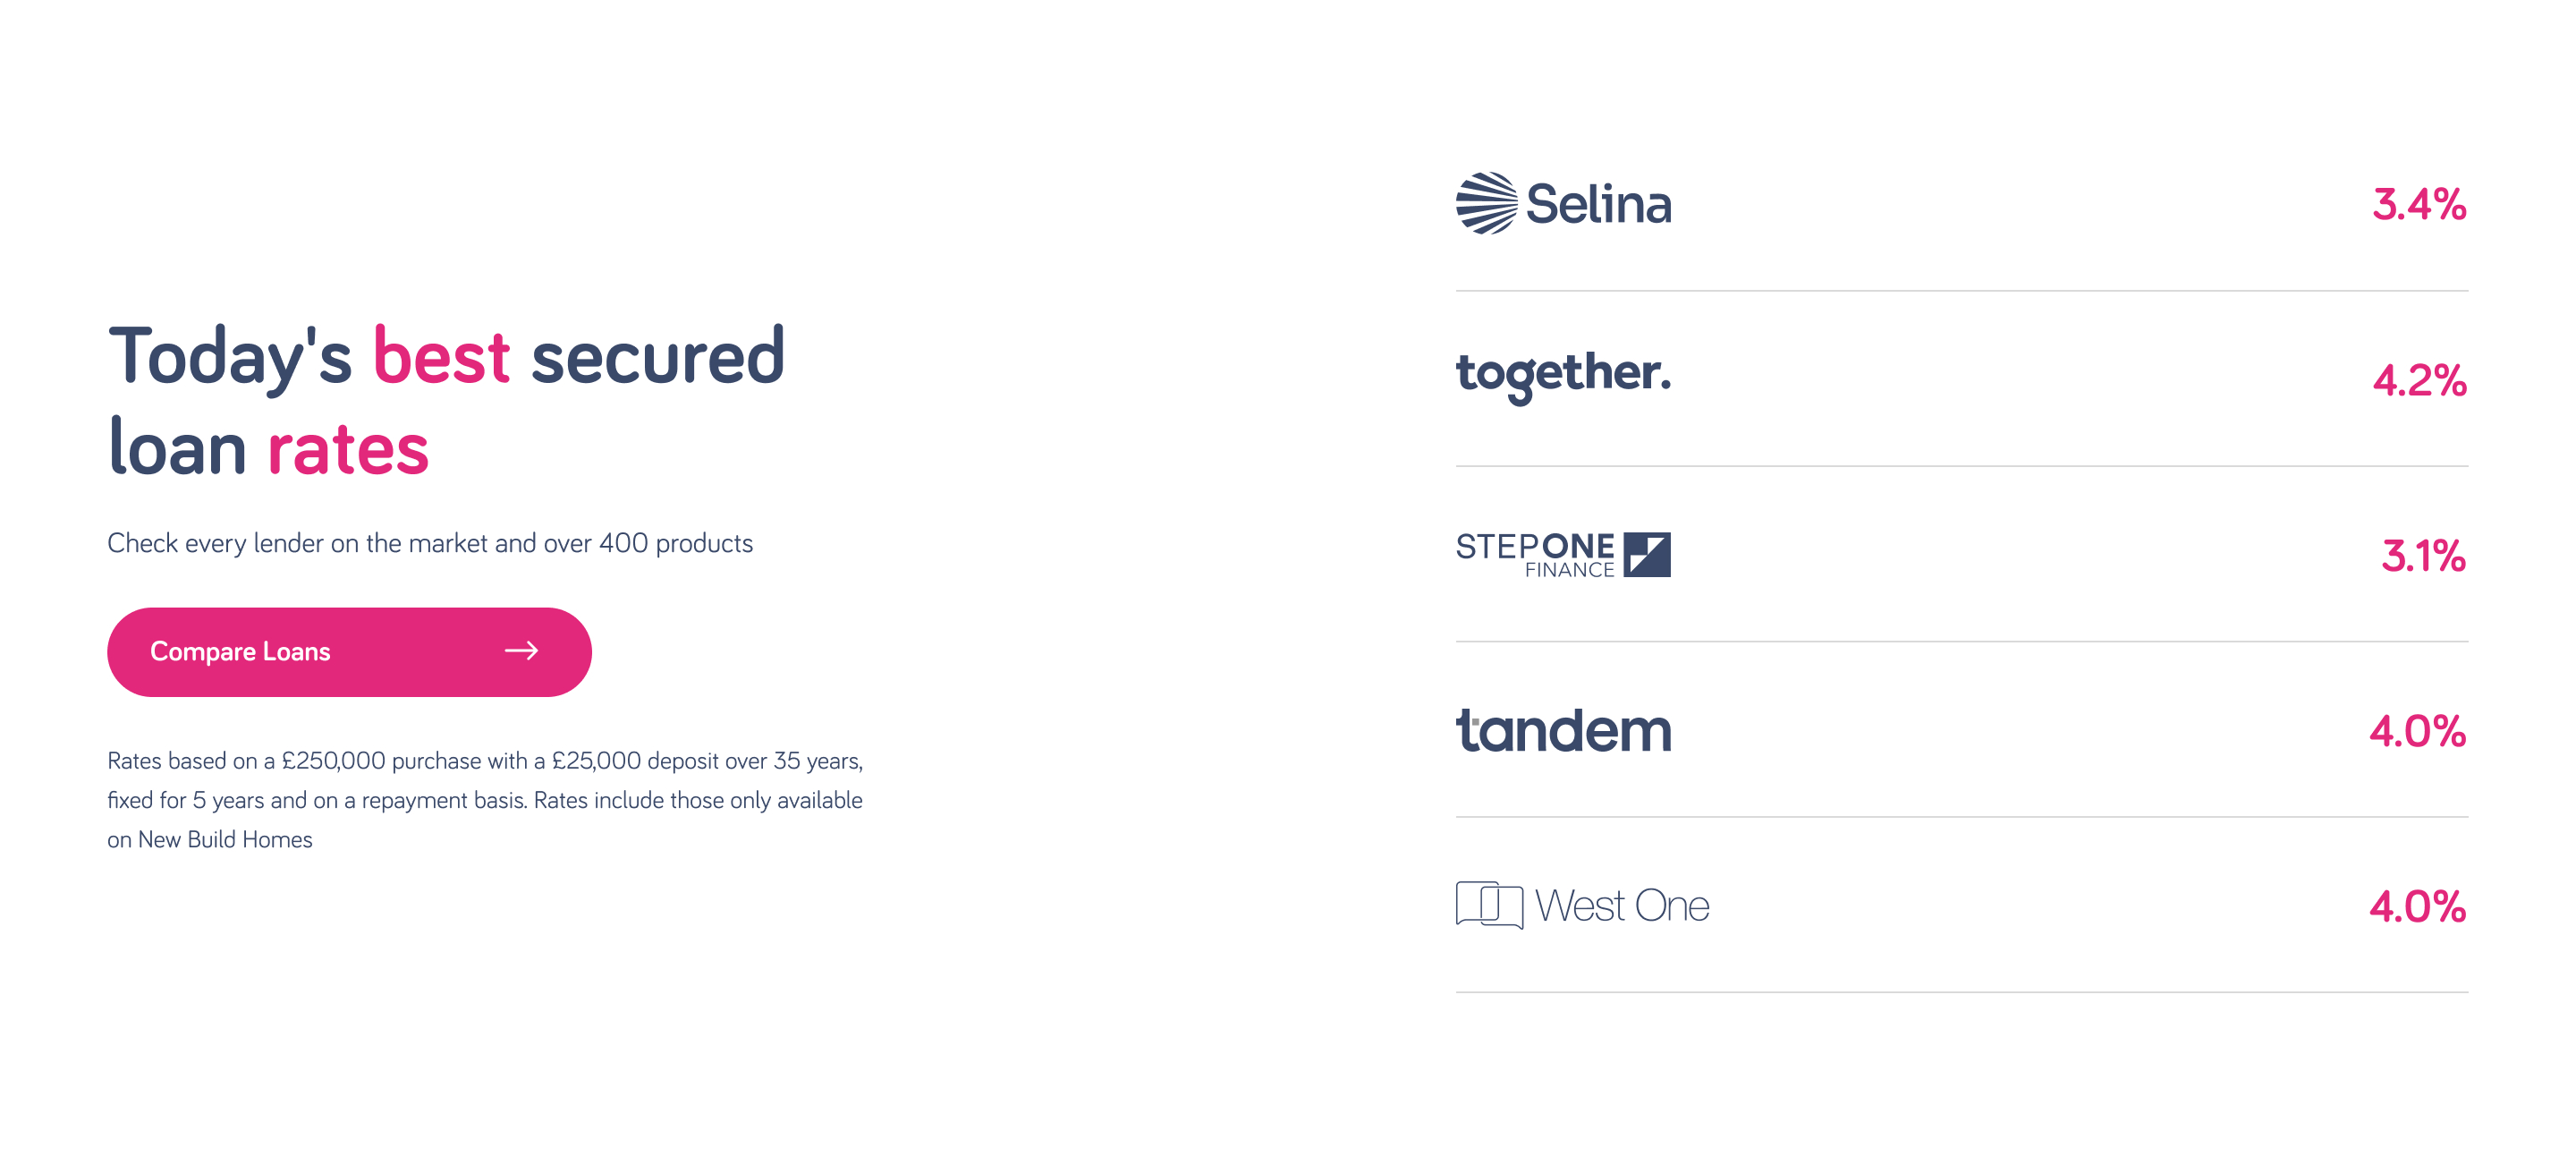 Today's best secured
loan rates
Check every lender on the market and over 400 products
Compare Loans
Rates based on a £250,000 purchase with a £25,000 deposit over 35 years,
fixed for 5 years and on a repayment basis. Rates include those only available
on New Build Homes
Selina 3.4%
together. 4.2%
STEPONE
FINANCE 3.1%
tandem 4.0%
West One 4.0%